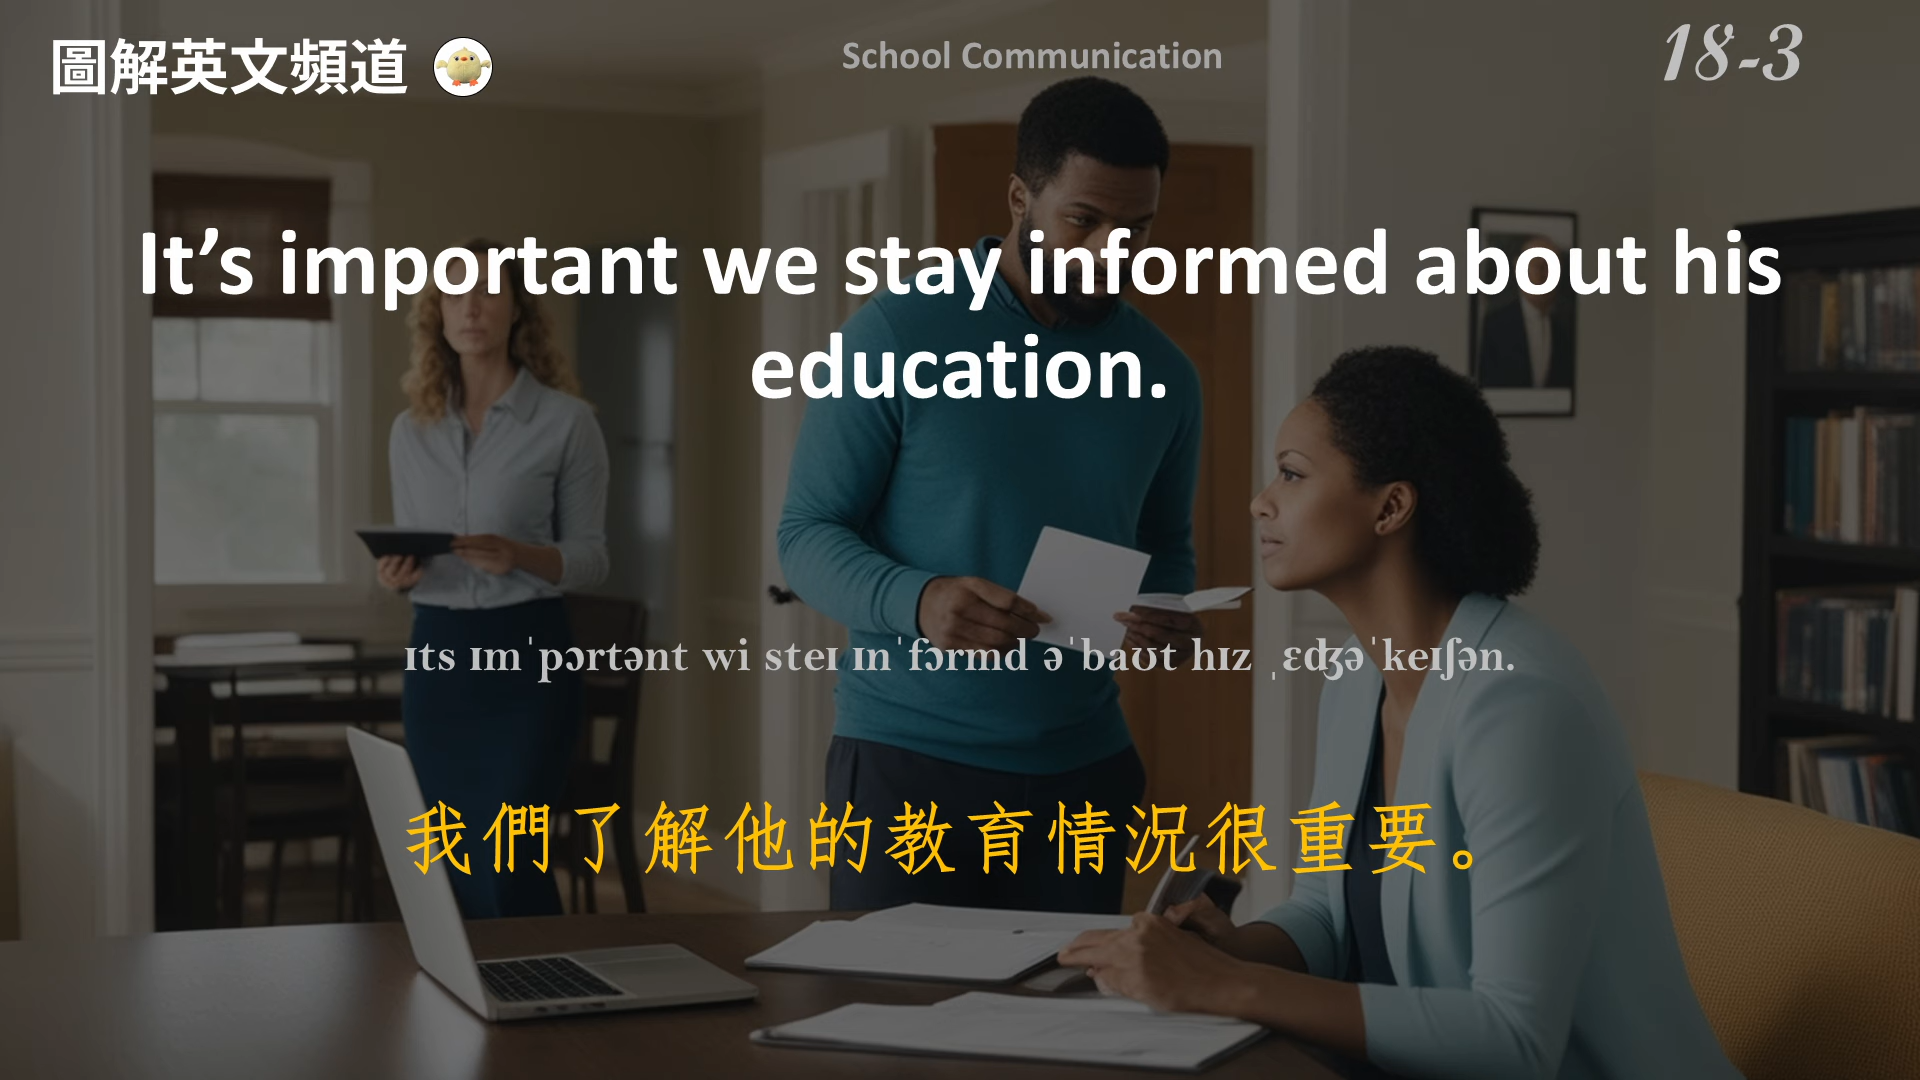 圖解英文頻道
School Communication
18-3
It’s important we stay informed about his
education.
ɪts ɪmˈpɔrtənt wi steɪ ɪnˈfɔrmd əˈbaʊt hɪz ˌɛʤəˈkeɪʃən.
我們了解他的教育情況很重要。